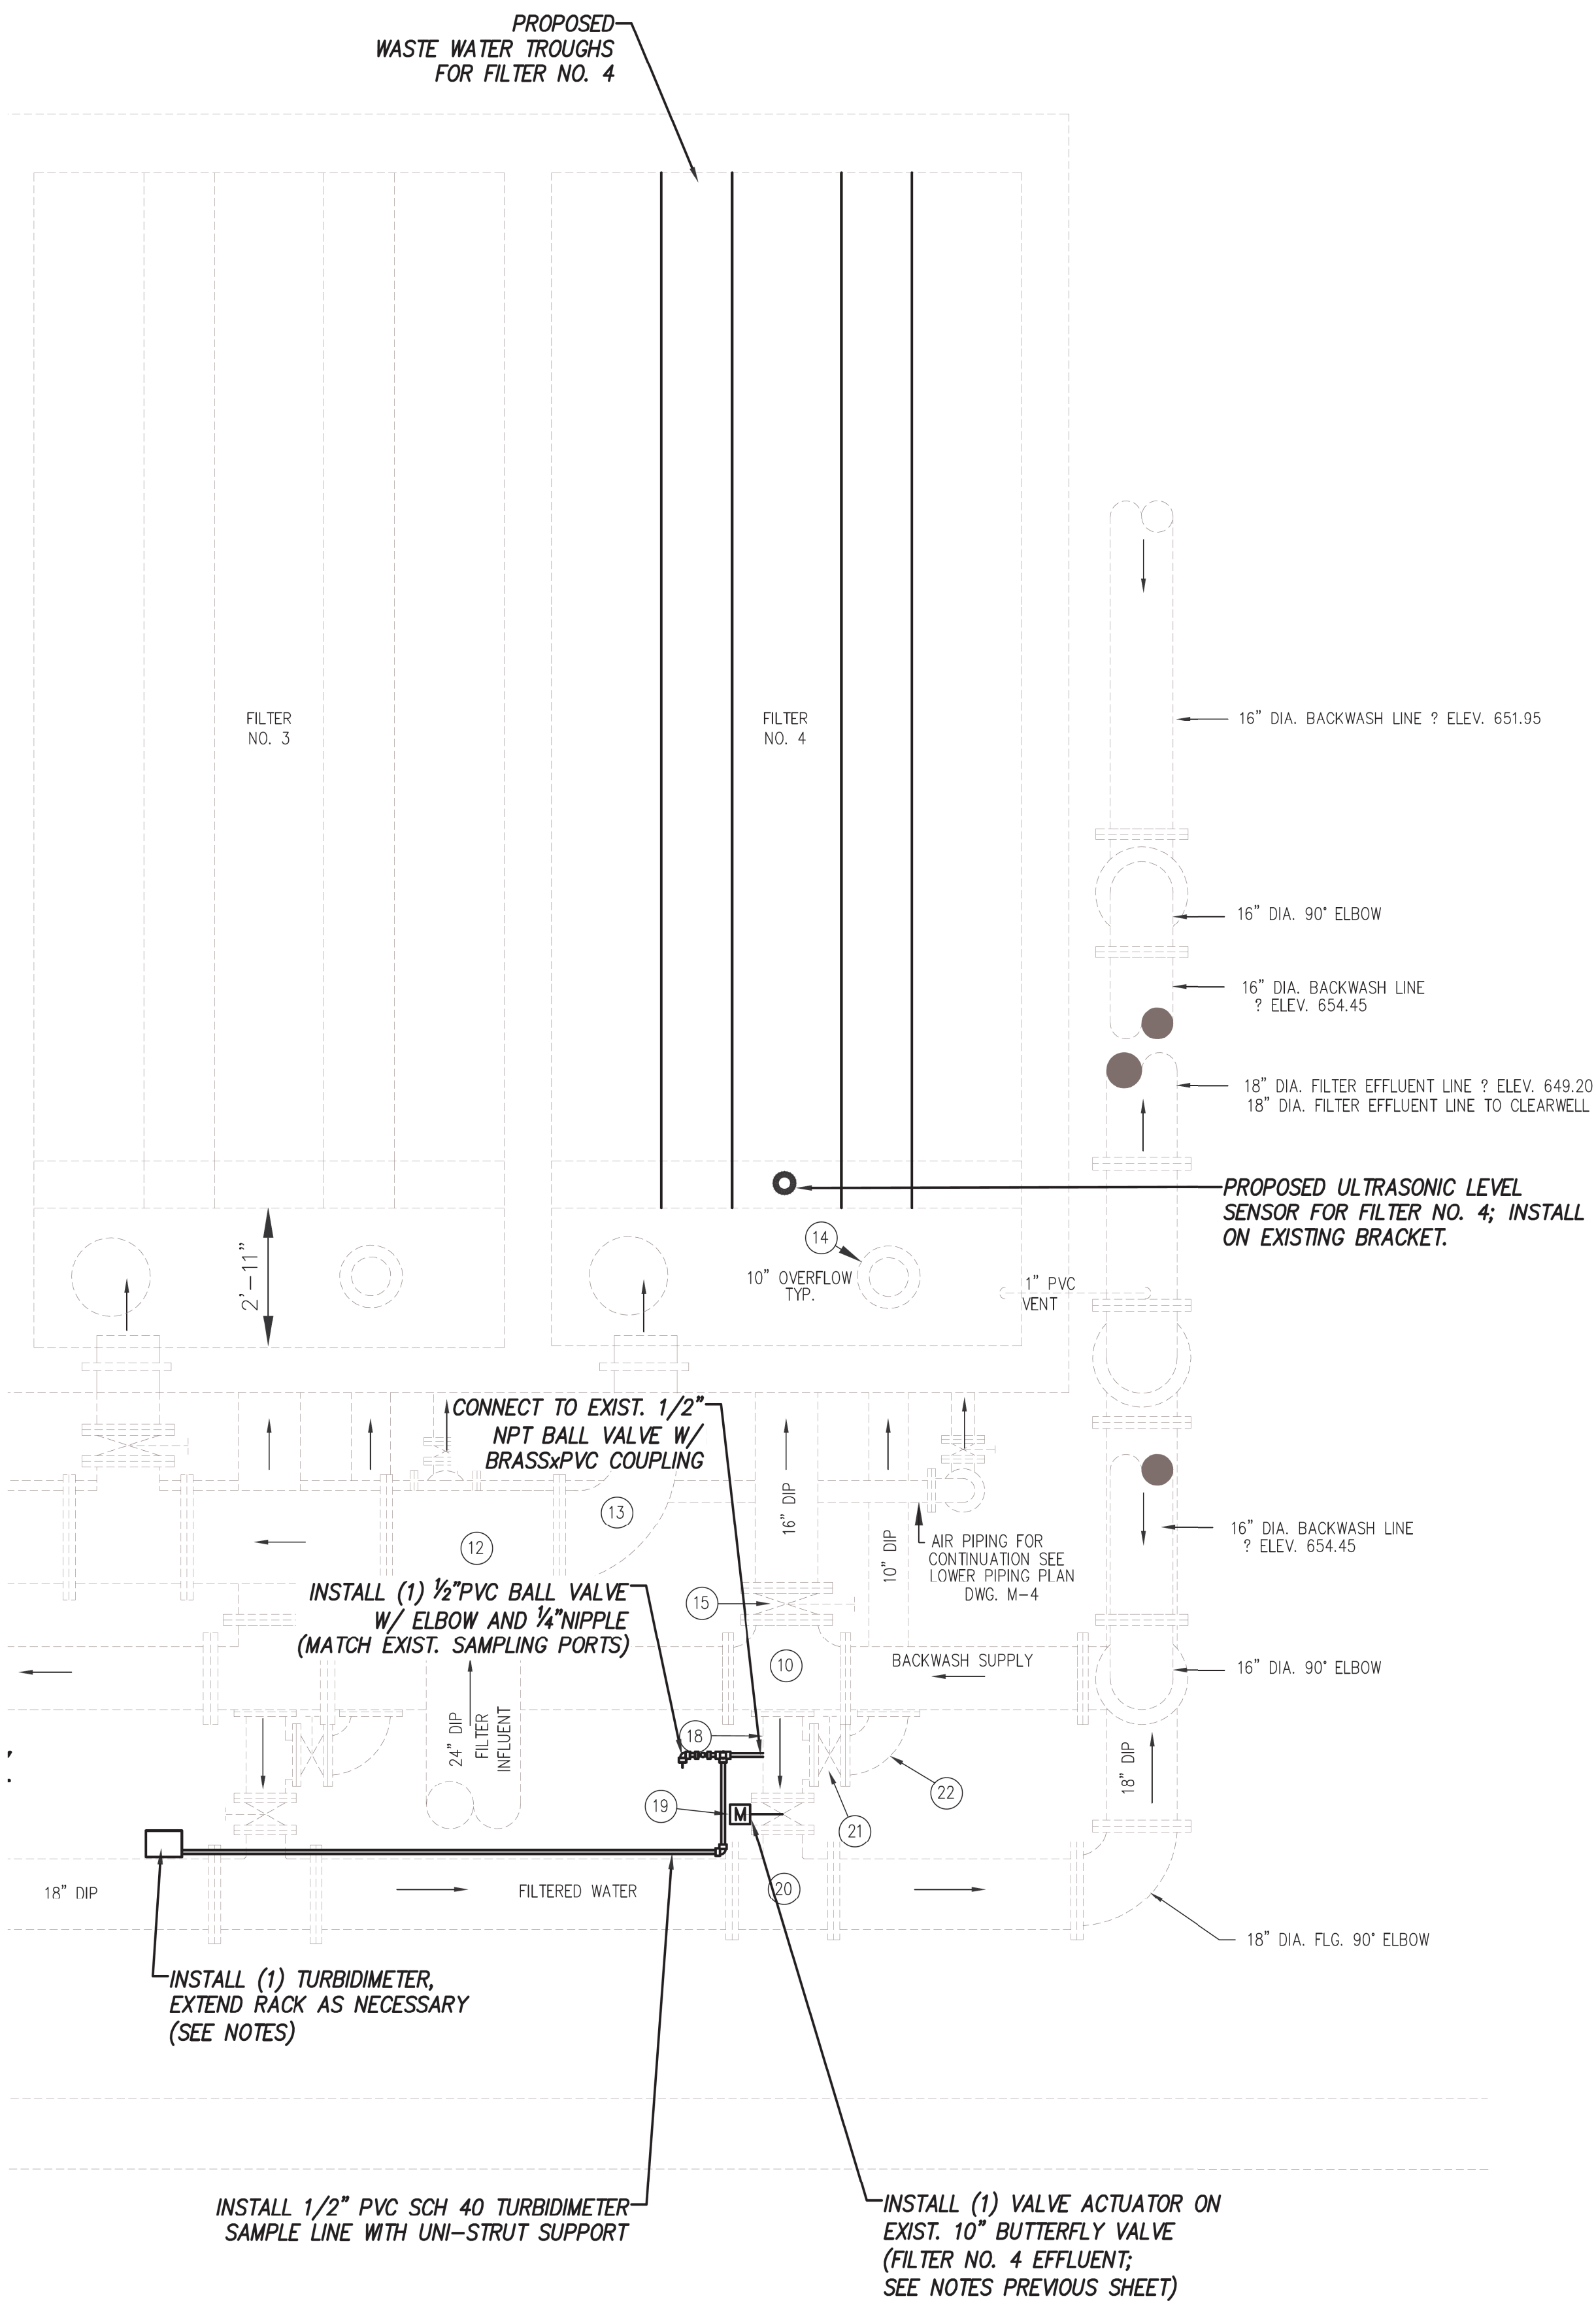 PROPOSED
WASTE WATER TROUGHS
FOR FILTER NO. 4
FILTER
NO. 3
FILTER
NO. 4
16" DIA. BACKWASH LINE ? ELEV. 651.95
16" DIA. 90° ELBOW
16" DIA. BACKWASH LINE
? ELEV. 654.45
18" DIA. FILTER EFFLUENT LINE ? ELEV. 649.20
18" DIA. FILTER EFFLUENT LINE TO CLEARWELL
PROPOSED ULTRASONIC LEVEL
SENSOR FOR FILTER NO. 4; INSTALL
ON EXISTING BRACKET.
2'-11"
14
10" OVERFLOW
TYP.
1" PVC
VENT
CONNECT TO EXIST. 1/2"
NPT BALL VALVE W/
BRASSxPVC COUPLING
13
12
16" DIP
10" DIP
AIR PIPING FOR
CONTINUATION SEE
LOWER PIPING PLAN
DWG. M-4
16" DIA. BACKWASH LINE
? ELEV. 654.45
INSTALL (1) ½"PVC BALL VALVE
W/ ELBOW AND ¼"NIPPLE
(MATCH EXIST. SAMPLING PORTS)
15
10
BACKWASH SUPPLY
16" DIA. 90° ELBOW
24" DIP
FILTER
INFLUENT
18
19
M
22
21
18" DIP
18" DIP
FILTERED WATER
20
18" DIA. FLG. 90° ELBOW
INSTALL (1) TURBIDIMETER,
EXTEND RACK AS NECESSARY
(SEE NOTES)
INSTALL 1/2" PVC SCH 40 TURBIDIMETER
SAMPLE LINE WITH UNI-STRUT SUPPORT
INSTALL (1) VALVE ACTUATOR ON
EXIST. 10" BUTTERFLY VALVE
(FILTER NO. 4 EFFLUENT;
SEE NOTES PREVIOUS SHEET)